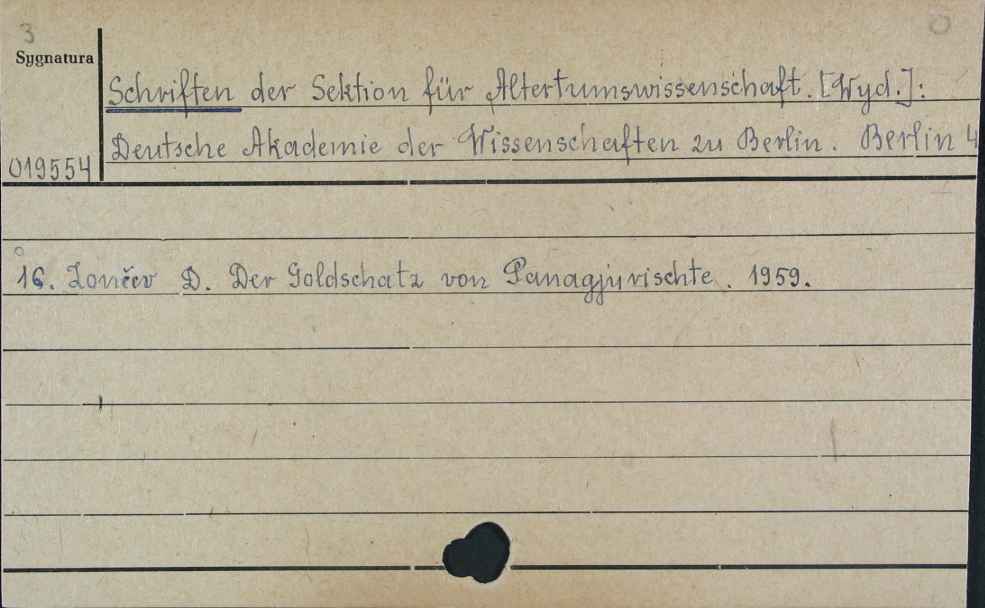 3
Sygnatura
Schriften der Sektion für Altertumswissenschaft. [Wyd.]:
Deutsche Akademie der Wissenschaften zu Berlin. Berlin 4
019554
16. Zončev D. Der Goldschatz von Panagjurischte. 1959.